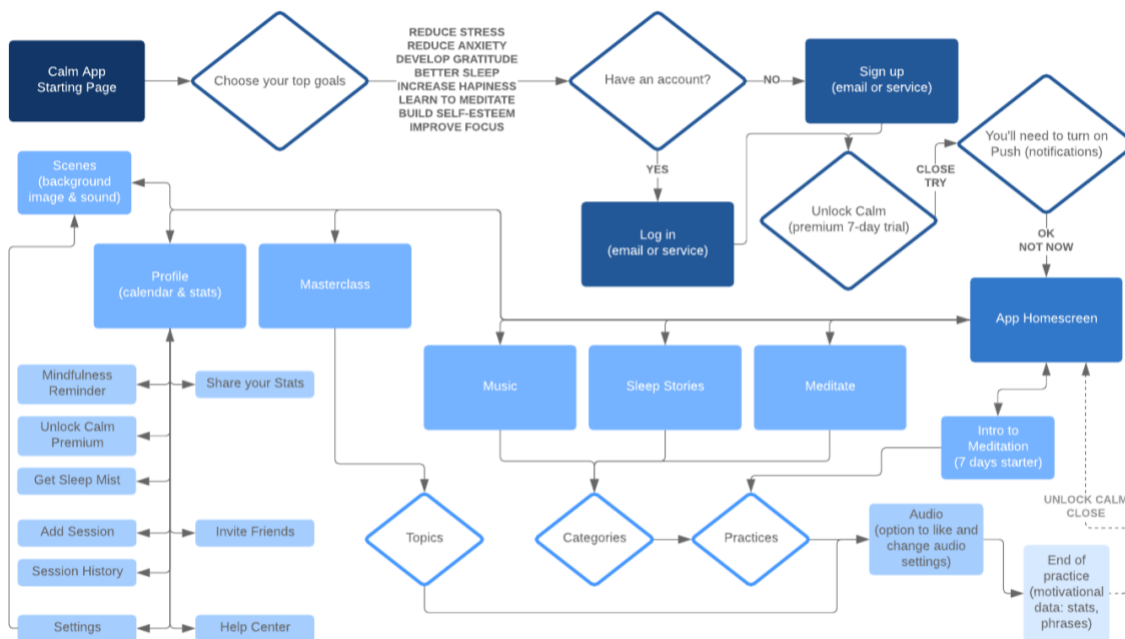 Calm App
Starting Page
Choose your top goals
REDUCE STRESS
REDUCE ANXIETY
DEVELOP GRATITUDE
BETTER SLEEP
INCREASE HAPINESS
LEARN TO MEDITATE
BUILD SELF-ESTEEM
IMPROVE FOCUS
Have an account?
NO
Sign up
(email or service)
You'll need to turn on
Push (notifications)
YES
CLOSE
TRY
Scenes
(background
image & sound)
Log in
(email or service)
Unlock Calm
(premium 7-day trial)
OK
NOT NOW
Profile
(calendar & stats)
Masterclass
App Homescreen
Music
Sleep Stories
Meditate
Mindfulness
Reminder
Share your Stats
Unlock Calm
Premium
Intro to
Meditation
(7 days starter)
Get Sleep Mist
UNLOCK CALM
CLOSE
Add Session
Invite Friends
Topics
Categories
Practices
Audio
(option to like and
change audio
settings)
Session History
End of
practice
(motivational
data: stats,
phrases)
Settings
Help Center